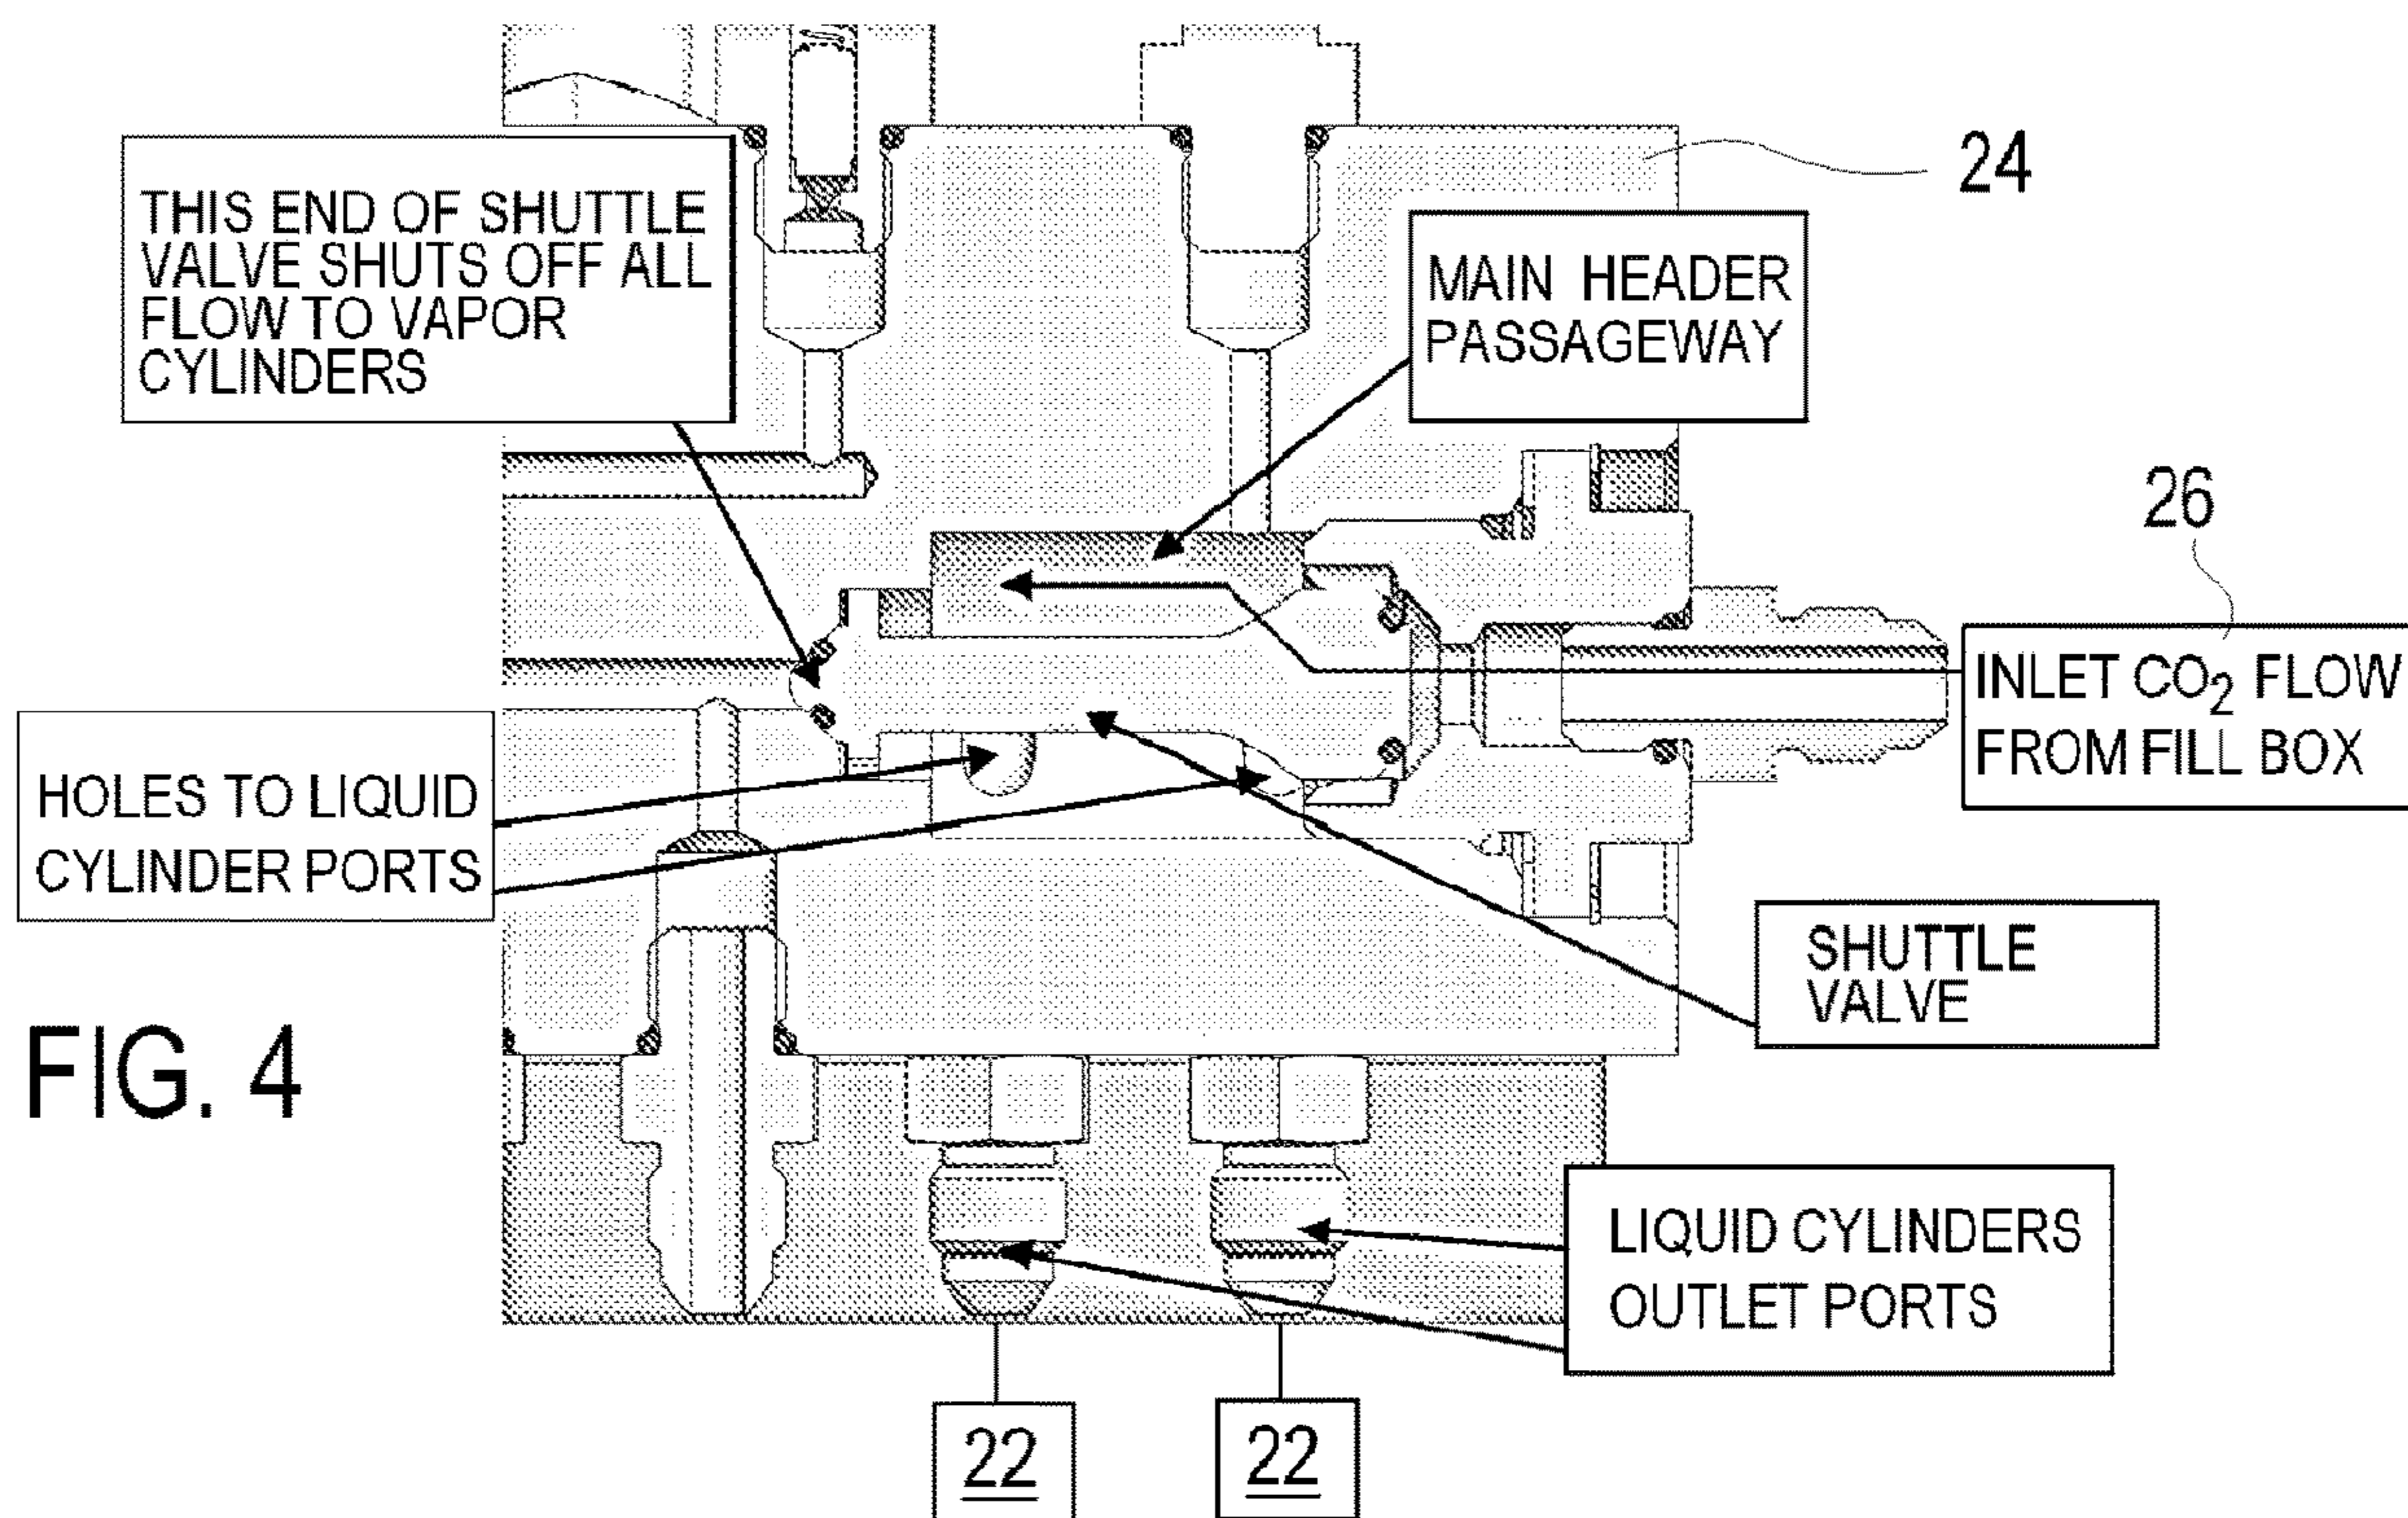 24
THIS END OF SHUTTLE
VALVE SHUTS OFF ALL
FLOW TO VAPOR
CYLINDERS
MAIN HEADER
PASSAGEWAY
26
INLET CO₂ FLOW
FROM FILL BOX
HOLES TO LIQUID
CYLINDER PORTS
SHUTTLE
VALVE
FIG. 4
LIQUID CYLINDERS
OUTLET PORTS
22
22